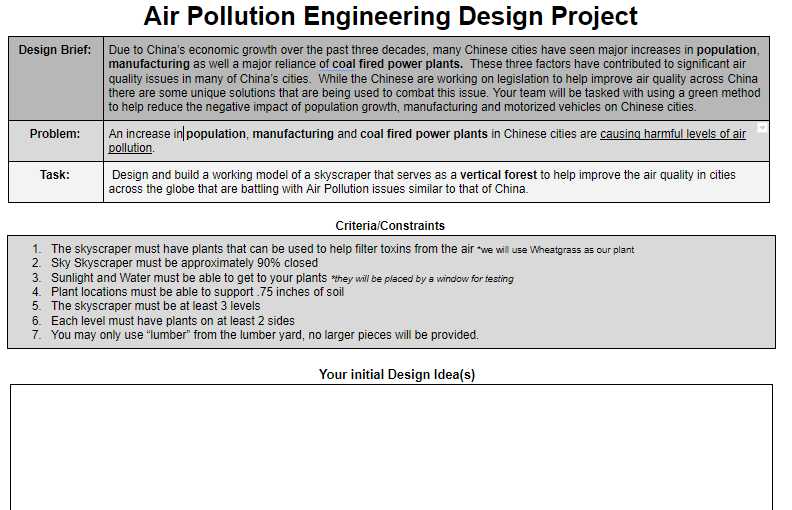 Air Pollution Engineering Design Project
Design Brief:
Due to China's economic growth over the past three decades, many Chinese cities have seen major increases in population,
manufacturing as well a major reliance of coal fired power plants.  These three factors have contributed to significant air
quality issues in many of China's cities.  While the Chinese are working on legislation to help improve air quality across China
there are some unique solutions that are being used to combat this issue. Your team will be tasked with using a green method
to help reduce the negative impact of population growth, manufacturing and motorized vehicles on Chinese cities.
Problem:
An increase in population, manufacturing and coal fired power plants in Chinese cities are causing harmful levels of air
pollution.
Task:
Design and build a working model of a skyscraper that serves as a vertical forest to help improve the air quality in cities
across the globe that are battling with Air Pollution issues similar to that of China.
Criteria/Constraints
1. The skyscraper must have plants that can be used to help filter toxins from the air *we will use Wheatgrass as our plant
2. Sky Skyscraper must be approximately 90% closed
3. Sunlight and Water must be able to get to your plants *they will be placed by a window for testing
4. Plant locations must be able to support .75 inches of soil
5. The skyscraper must be at least 3 levels
6. Each level must have plants on at least 2 sides
7. You may only use "lumber" from the lumber yard, no larger pieces will be provided.
Your initial Design Idea(s)